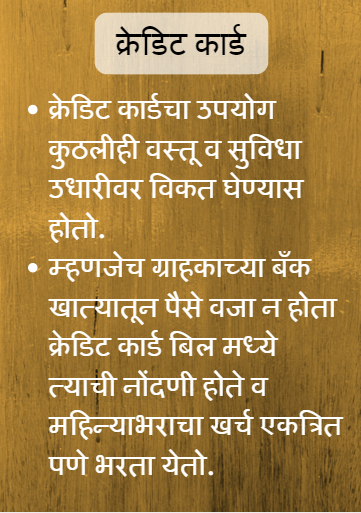 क्रेडिट कार्ड
• क्रेडिट कार्डचा उपयोग
कुठलीही वस्तू व सुविधा
उधारीवर विकत घेण्यास
होतो.
• म्हणजेच ग्राहकाच्या बँक
खात्यातून पैसे वजा न होता
क्रेडिट कार्ड बिल मध्ये
त्याची नोंदणी होते व
महिन्याभराचा खर्च एकत्रित
पणे भरता येतो.